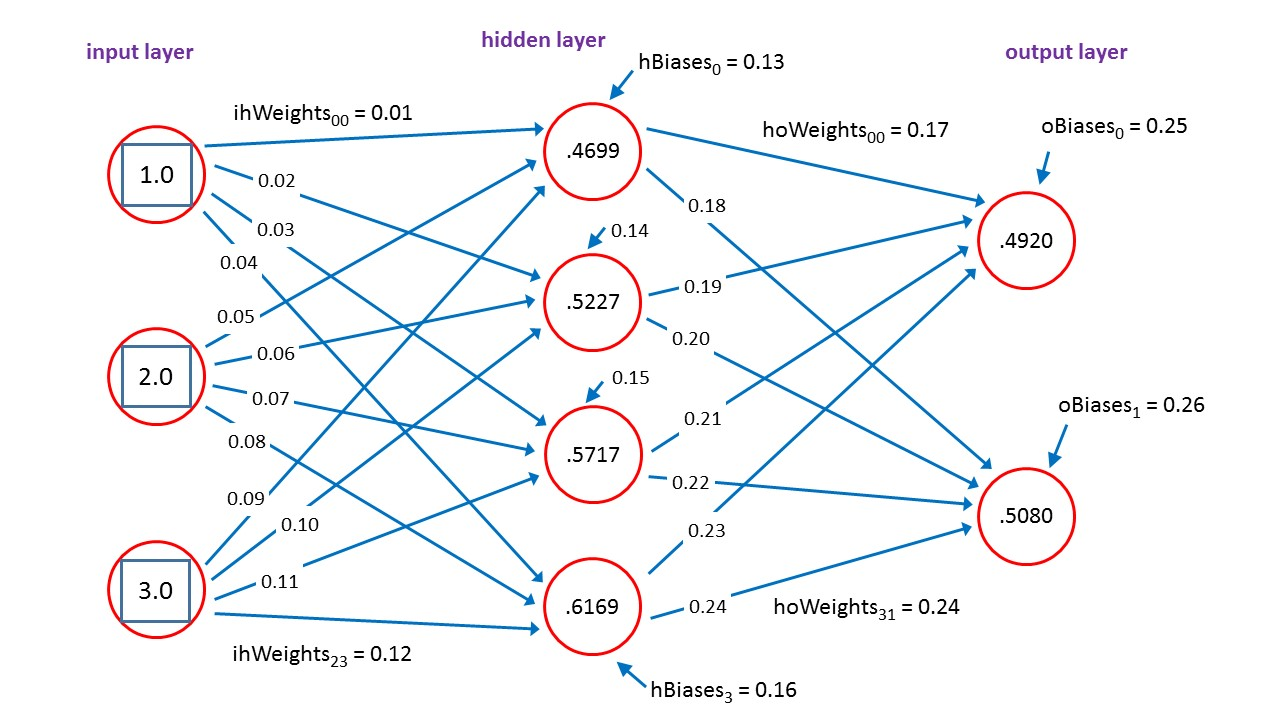 input layer
hidden layer
output layer
hBiases0 = 0.13
ihWeights00 = 0.01
hoWeights00 = 0.17
oBiases0 = 0.25
1.0
.4699
0.02
0.03
0.04
0.18
0.14
.4920
0.05
0.06
.5227
0.19
0.20
2.0
0.07
0.08
0.15
0.21
oBiases1 = 0.26
.5717
0.22
0.09
0.10
0.23
.5080
0.11
3.0
.6169
0.24
hoWeights31 = 0.24
ihWeights23 = 0.12
hBiases3 = 0.16